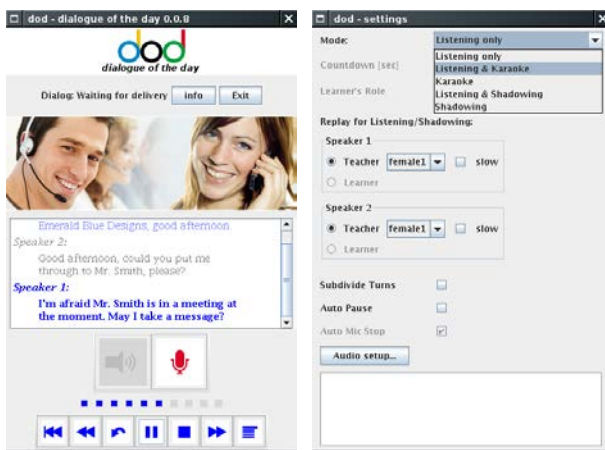 dod - dialogue of the day 0.0.8
dod
dialogue of the day
Dialog: Waiting for delivery info Exit
Emerald Blue Designs, good afternoon
Speaker 2:
Good afternoon, could you put me
through to Mr. Smith, please?
Speaker 1:
I'm afraid Mr. Smith is in a meeting at
the moment. May I take a message?
dod - settings
Mode: Listening only
Listening only
Listening & Karaoke
Karaoke
Listening & Shadowing
Shadowing
Countdown [sec]
Learner's Role
Replay for Listening/Shadowing:
Speaker 1
Teacher female1 slow
Learner
Speaker 2
Teacher female1 slow
Learner
Subdivide Turns
Auto Pause
Auto Mic Stop
Audio setup...